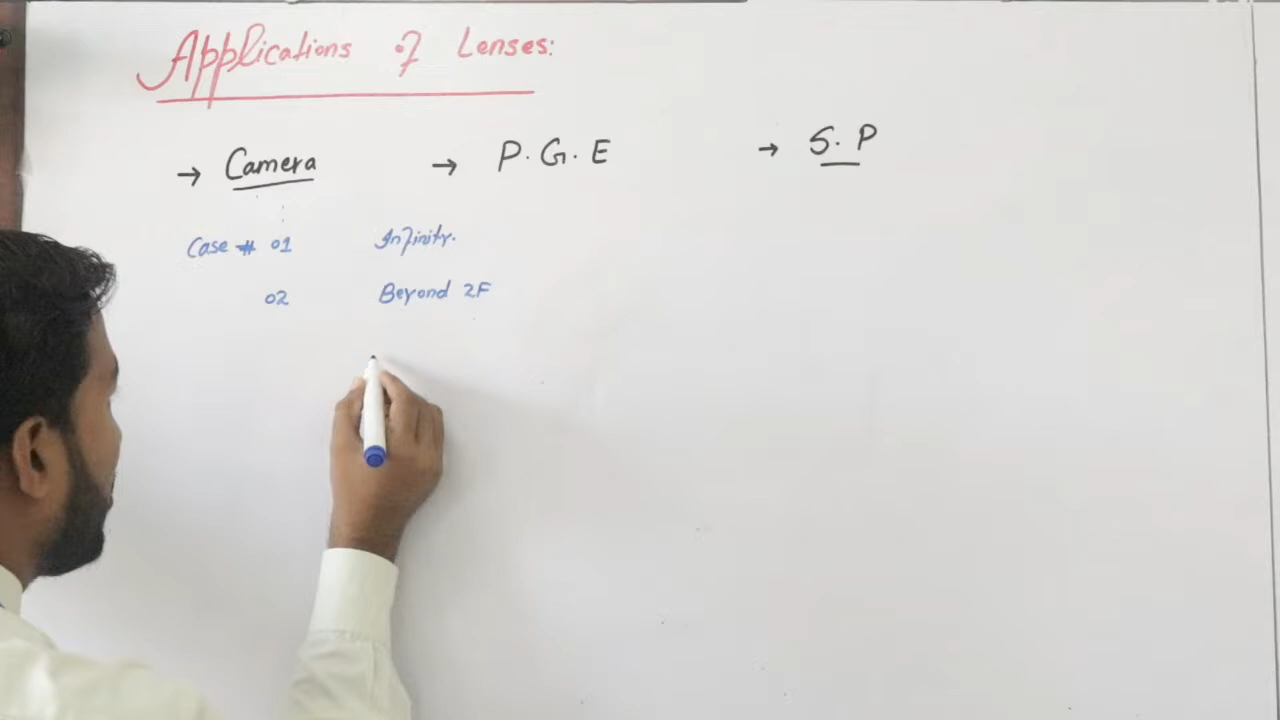 Applications of Lenses:
→ Camera → P.G.E → S.P
Case # 01 Infinity.
02 Beyond 2F